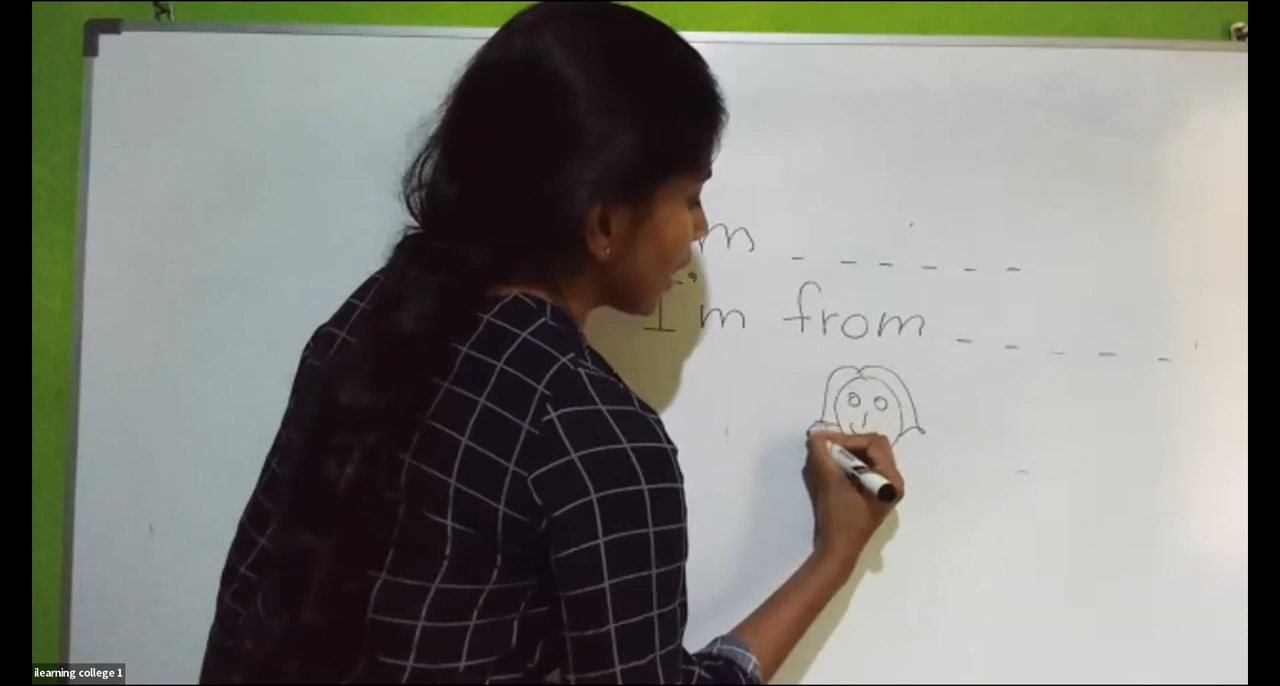 m _ _ _ _ _ _
I'm from _ _ _ _ _
ilearning college 1